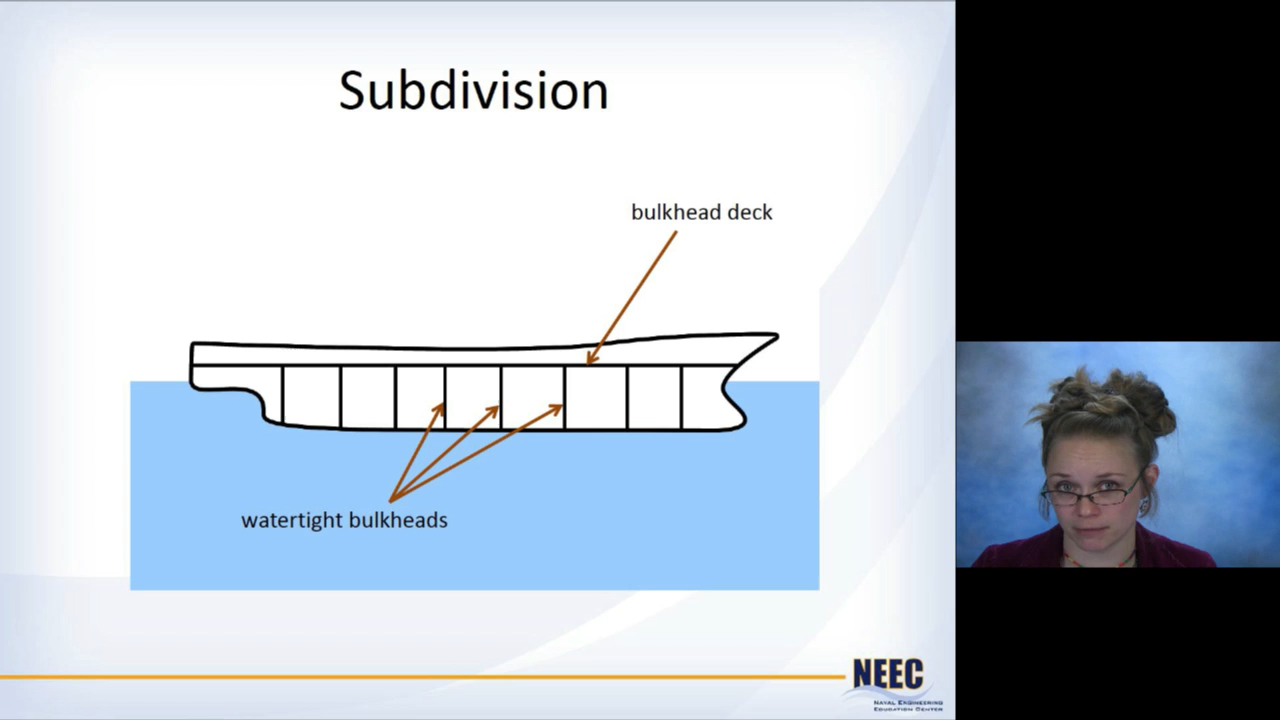 Subdivision
bulkhead deck
watertight bulkheads
NEEC
Naval Engineering
Education Center